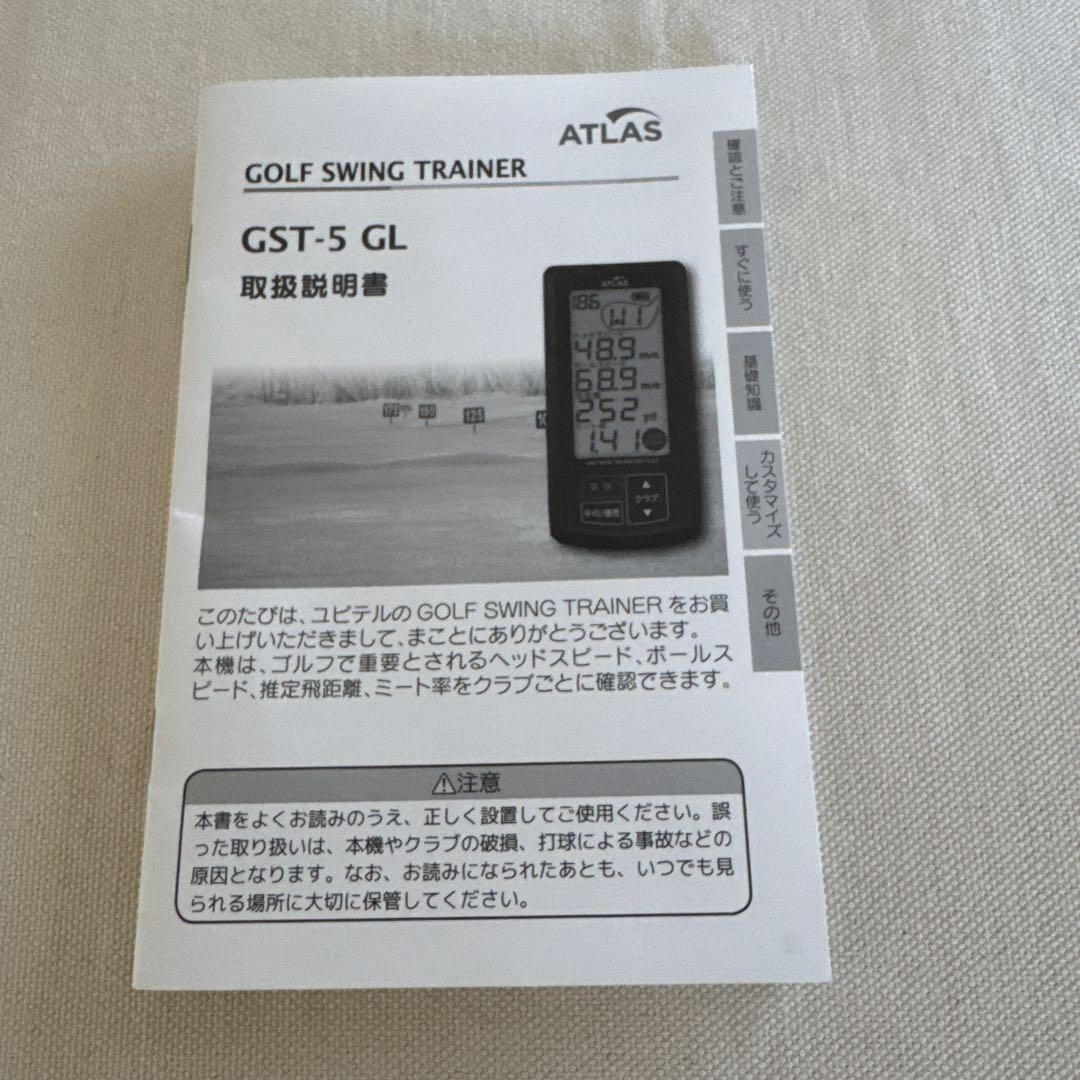 ATLAS
GOLF SWING TRAINER
GST-5 GL
取扱説明書
ATLAS
186
W1
48.9 m/s
68.9 m/s
252 yd
1.41
クラブ
175
150
125
10
確認とご注意
すぐに使う
基礎知識
カスタマイズ
して使う
その他
このたびは、ユピテルの GOLF SWING TRAINER をお買
い上げいただきまして、まことにありがとうございます。
本機は、ゴルフで重要とされるヘッドスピード、ボールス
ピード、推定飛距離、ミート率をクラブごとに確認できます。
⚠注意
本書をよくお読みのうえ、正しく設置してご使用ください。誤
った取り扱いは、本機やクラブの破損、打球による事故などの
原因となります。なお、お読みになられたあとも、いつでも見
られる場所に大切に保管してください。